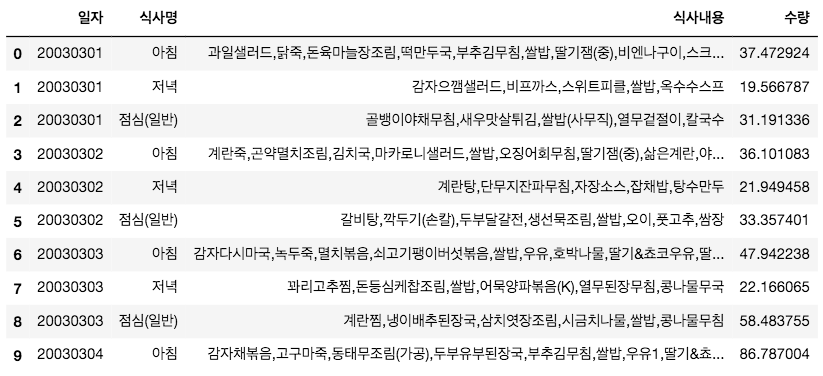 일자 식사명 식사내용 수량
0 20030301 아침 과일샐러드,닭죽,돈육마늘장조림,떡만두국,부추김무침,쌀밥,딸기잼(중),비엔나구이,스크... 37.472924
1 20030301 저녁 감자으깸샐러드,비프까스,스위트피클,쌀밥,옥수수스프 19.566787
2 20030301 점심(일반) 골뱅이야채무침,새우맛살튀김,쌀밥(사무직),열무겉절이,칼국수 31.191336
3 20030302 아침 계란죽,곤약멸치조림,김치국,마카로니샐러드,쌀밥,오징어회무침,딸기잼(중),삶은계란,야... 36.101083
4 20030302 저녁 계란탕,단무지잔파무침,자장소스,잡채밥,탕수만두 21.949458
5 20030302 점심(일반) 갈비탕,깍두기(손칼),두부달갈전,생선묵조림,쌀밥,오이,풋고추,쌈장 33.357401
6 20030303 아침 감자다시마국,녹두죽,멸치볶음,쇠고기팽이버섯볶음,쌀밥,우유,호박나물,딸기&쵸코우유,딸... 47.942238
7 20030303 저녁 꽈리고추찜,돈등심케찹조림,쌀밥,어묵양파볶음(K),열무된장무침,콩나물무국 22.166065
8 20030303 점심(일반) 계란찜,냉이배추된장국,삼치엿장조림,시금치나물,쌀밥,콩나물무침 58.483755
9 20030304 아침 감자채볶음,고구마죽,동태무조림(가공),두부유부된장국,부추김무침,쌀밥,우유1,딸기&쵸... 86.787004